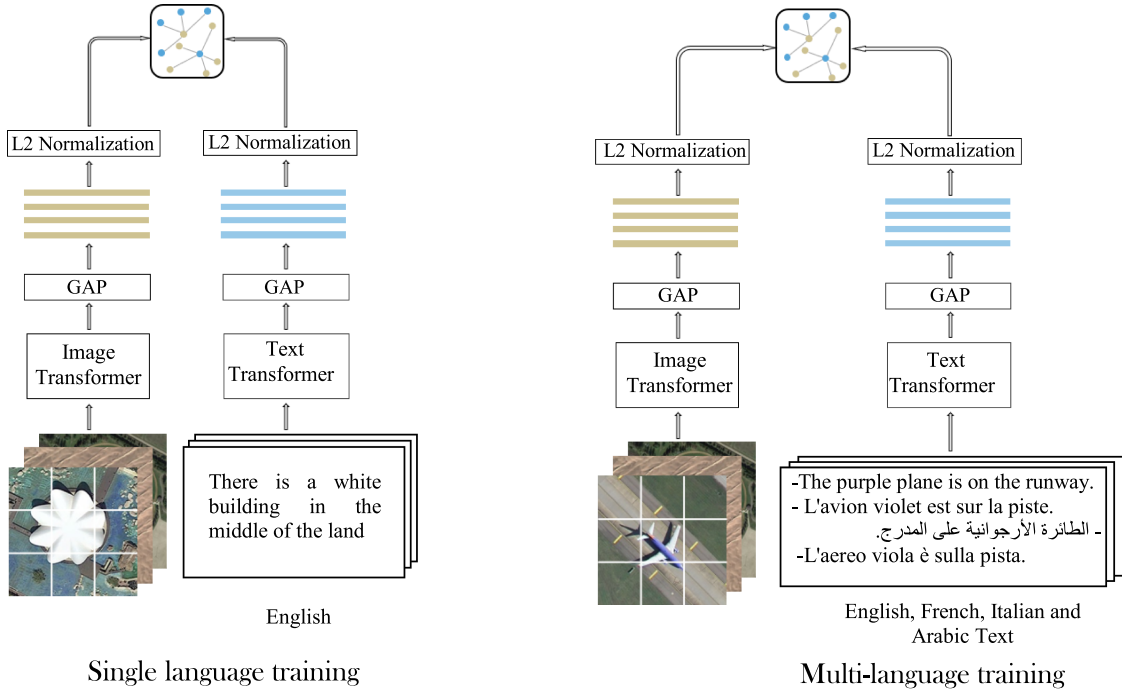 L2 Normalization
L2 Normalization
GAP
GAP
Image
Transformer
Text
Transformer
There is a white
building in the
middle of the land
English
Single language training
L2 Normalization
L2 Normalization
GAP
GAP
Image
Transformer
Text
Transformer
-The purple plane is on the runway.
- L'avion violet est sur la piste.
- الطائرة الأرجوانية على المدرج.
-L'aereo viola è sulla pista.
English, French, Italian and
Arabic Text
Multi-language training